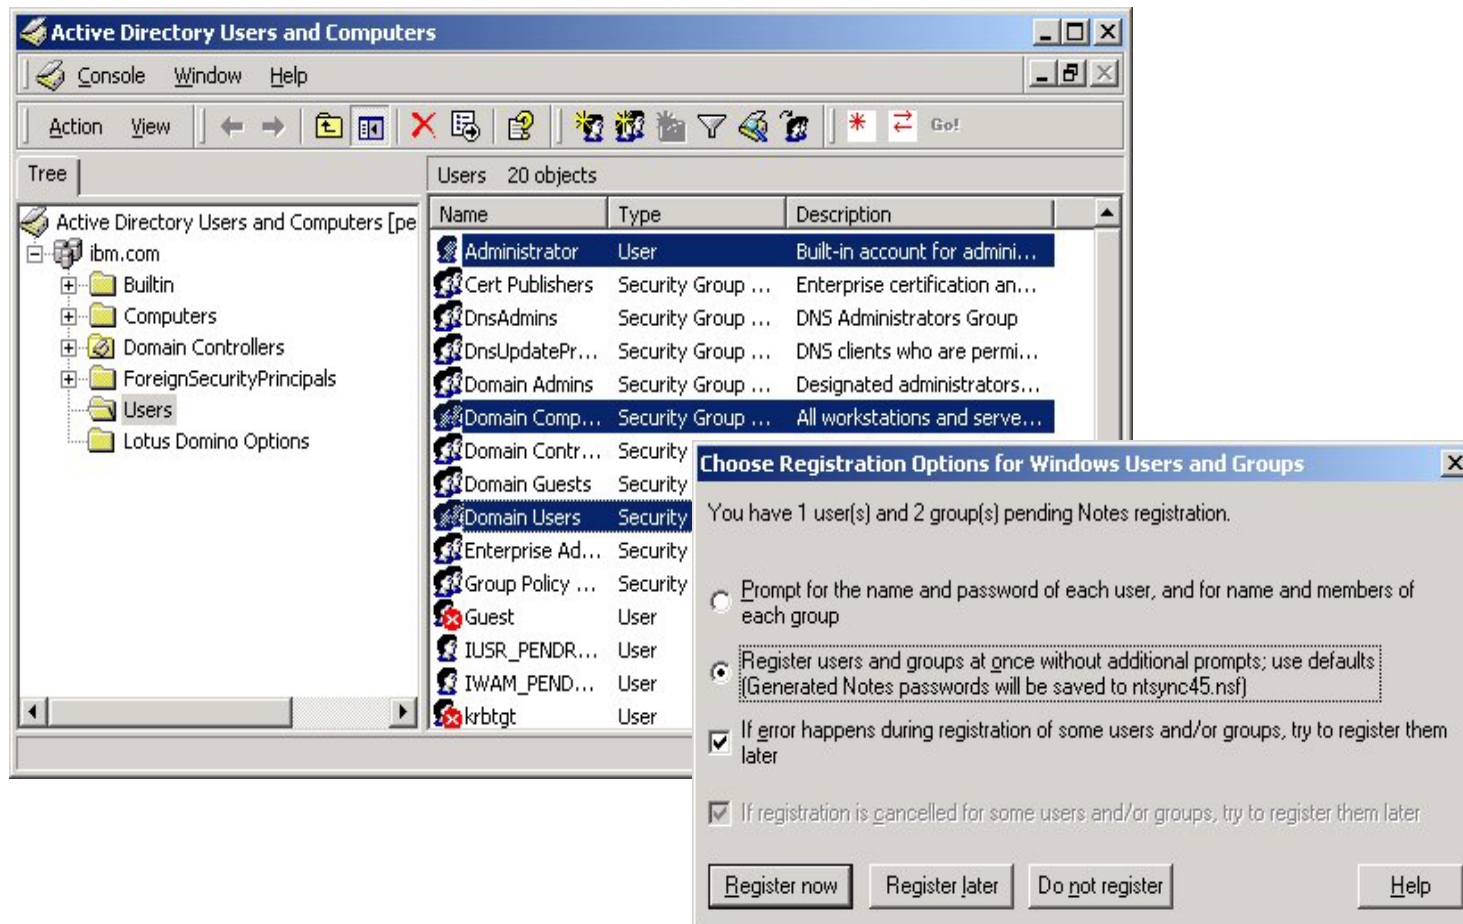 Active Directory Users and Computers
Console Window Help
Action View Go!
Tree
Users 20 objects
Active Directory Users and Computers [pe
ibm.com
Builtin
Computers
Domain Controllers
ForeignSecurityPrincipals
Users
Lotus Domino Options
Name Type Description
Administrator User Built-in account for admini...
Cert Publishers Security Group ... Enterprise certification an...
DnsAdmins Security Group ... DNS Administrators Group
DnsUpdatePr... Security Group ... DNS clients who are permi...
Domain Admins Security Group ... Designated administrators...
Domain Comp... Security Group ... All workstations and serve...
Domain Contr... Security
Domain Guests Security
Domain Users Security
Enterprise Ad... Security
Group Policy ... Security
Guest User
IUSR_PENDR... User
IWAM_PEND... User
krbtgt User
Choose Registration Options for Windows Users and Groups
You have 1 user(s) and 2 group(s) pending Notes registration.
Prompt for the name and password of each user, and for name and members of
each group
Register users and groups at once without additional prompts; use defaults
(Generated Notes passwords will be saved to ntsync45.nsf)
If error happens during registration of some users and/or groups, try to register them
later
If registration is cancelled for some users and/or groups, try to register them later
Register now Register later Do not register Help